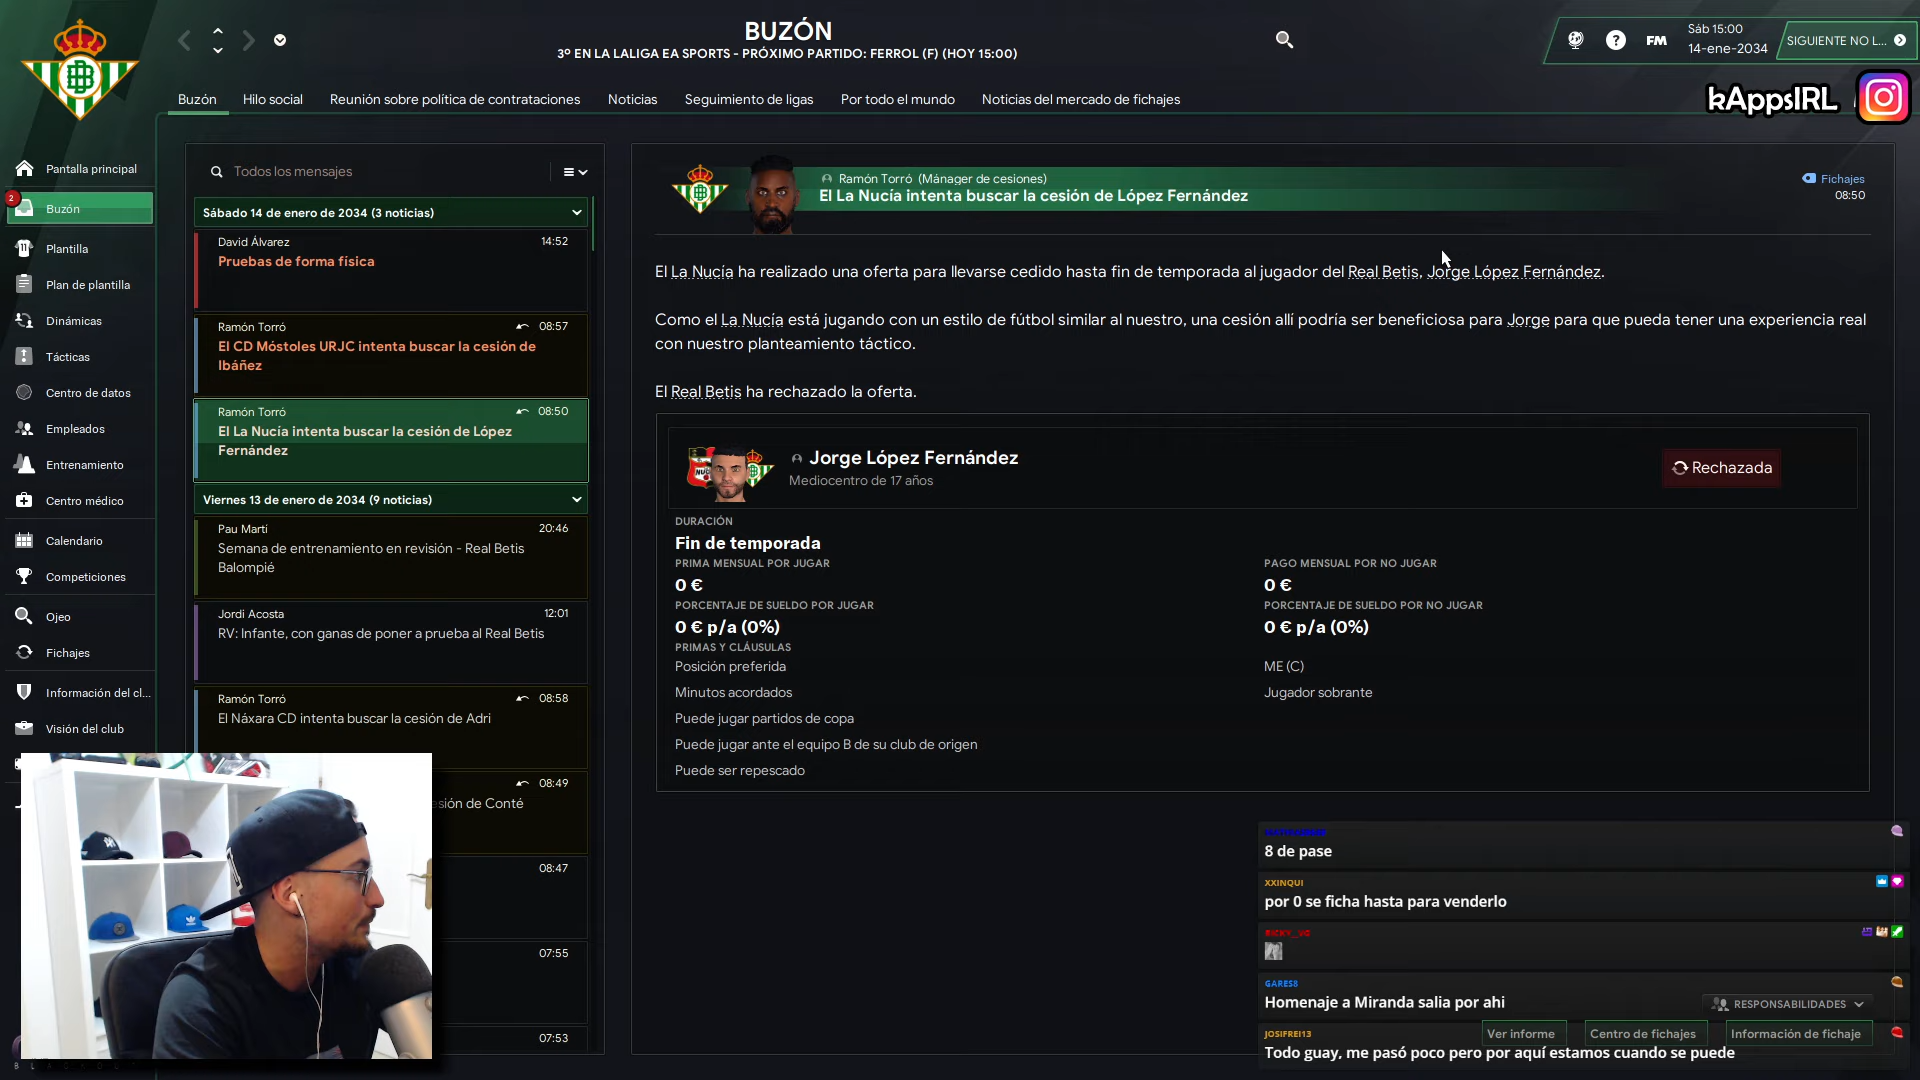 BUZÓN
3º EN LA LALIGA EA SPORTS - PRÓXIMO PARTIDO: FERROL (F) (HOY 15:00)
FM
Sáb 15:00
14-ene-2034
SIGUIENTE NO L...
kAppsIRL
Buzón
Hilo social
Reunión sobre política de contrataciones
Noticias
Seguimiento de ligas
Por todo el mundo
Noticias del mercado de fichajes
Pantalla principal
2
Buzón
Plantilla
Plan de plantilla
Dinámicas
Tácticas
Centro de datos
Empleados
Entrenamiento
Centro médico
Calendario
Competiciones
Ojeo
Fichajes
Información del cl...
Visión del club
Todos los mensajes
Sábado 14 de enero de 2034 (3 noticias)
David Álvarez 14:52
Pruebas de forma física
Ramón Torró 08:57
El CD Móstoles URJC intenta buscar la cesión de
Ibáñez
Ramón Torró 08:50
El La Nucía intenta buscar la cesión de López
Fernández
Viernes 13 de enero de 2034 (9 noticias)
Pau Martí 20:46
Semana de entrenamiento en revisión - Real Betis
Balompié
Jordi Acosta 12:01
RV: Infante, con ganas de poner a prueba al Real Betis
Ramón Torró 08:58
El Náxara CD intenta buscar la cesión de Adri
08:49
esión de Conté
08:47
07:55
07:53
Ramón Torró (Mánager de cesiones)
El La Nucía intenta buscar la cesión de López Fernández
Fichajes
08:50
El La Nucía ha realizado una oferta para llevarse cedido hasta fin de temporada al jugador del Real Betis, Jorge López Fernández.
Como el La Nucía está jugando con un estilo de fútbol similar al nuestro, una cesión allí podría ser beneficiosa para Jorge para que pueda tener una experiencia real
con nuestro planteamiento táctico.
El Real Betis ha rechazado la oferta.
Jorge López Fernández
Mediocentro de 17 años
Rechazada
DURACIÓN
Fin de temporada
PRIMA MENSUAL POR JUGAR
0 €
PAGO MENSUAL POR NO JUGAR
0 €
PORCENTAJE DE SUELDO POR JUGAR
0 € p/a (0%)
PORCENTAJE DE SUELDO POR NO JUGAR
0 € p/a (0%)
PRIMAS Y CLÁUSULAS
Posición preferida
ME (C)
Minutos acordados
Jugador sobrante
Puede jugar partidos de copa
Puede jugar ante el equipo B de su club de origen
Puede ser repescado
8 de pase
XXINQUI
por 0 se ficha hasta para venderlo
RICKY_VG
GARES8
Homenaje a Miranda salia por ahi
RESPONSABILIDADES
JOSIFREI13
Ver informe
Centro de fichajes
Información de fichaje
Todo guay, me pasó poco pero por aquí estamos cuando se puede